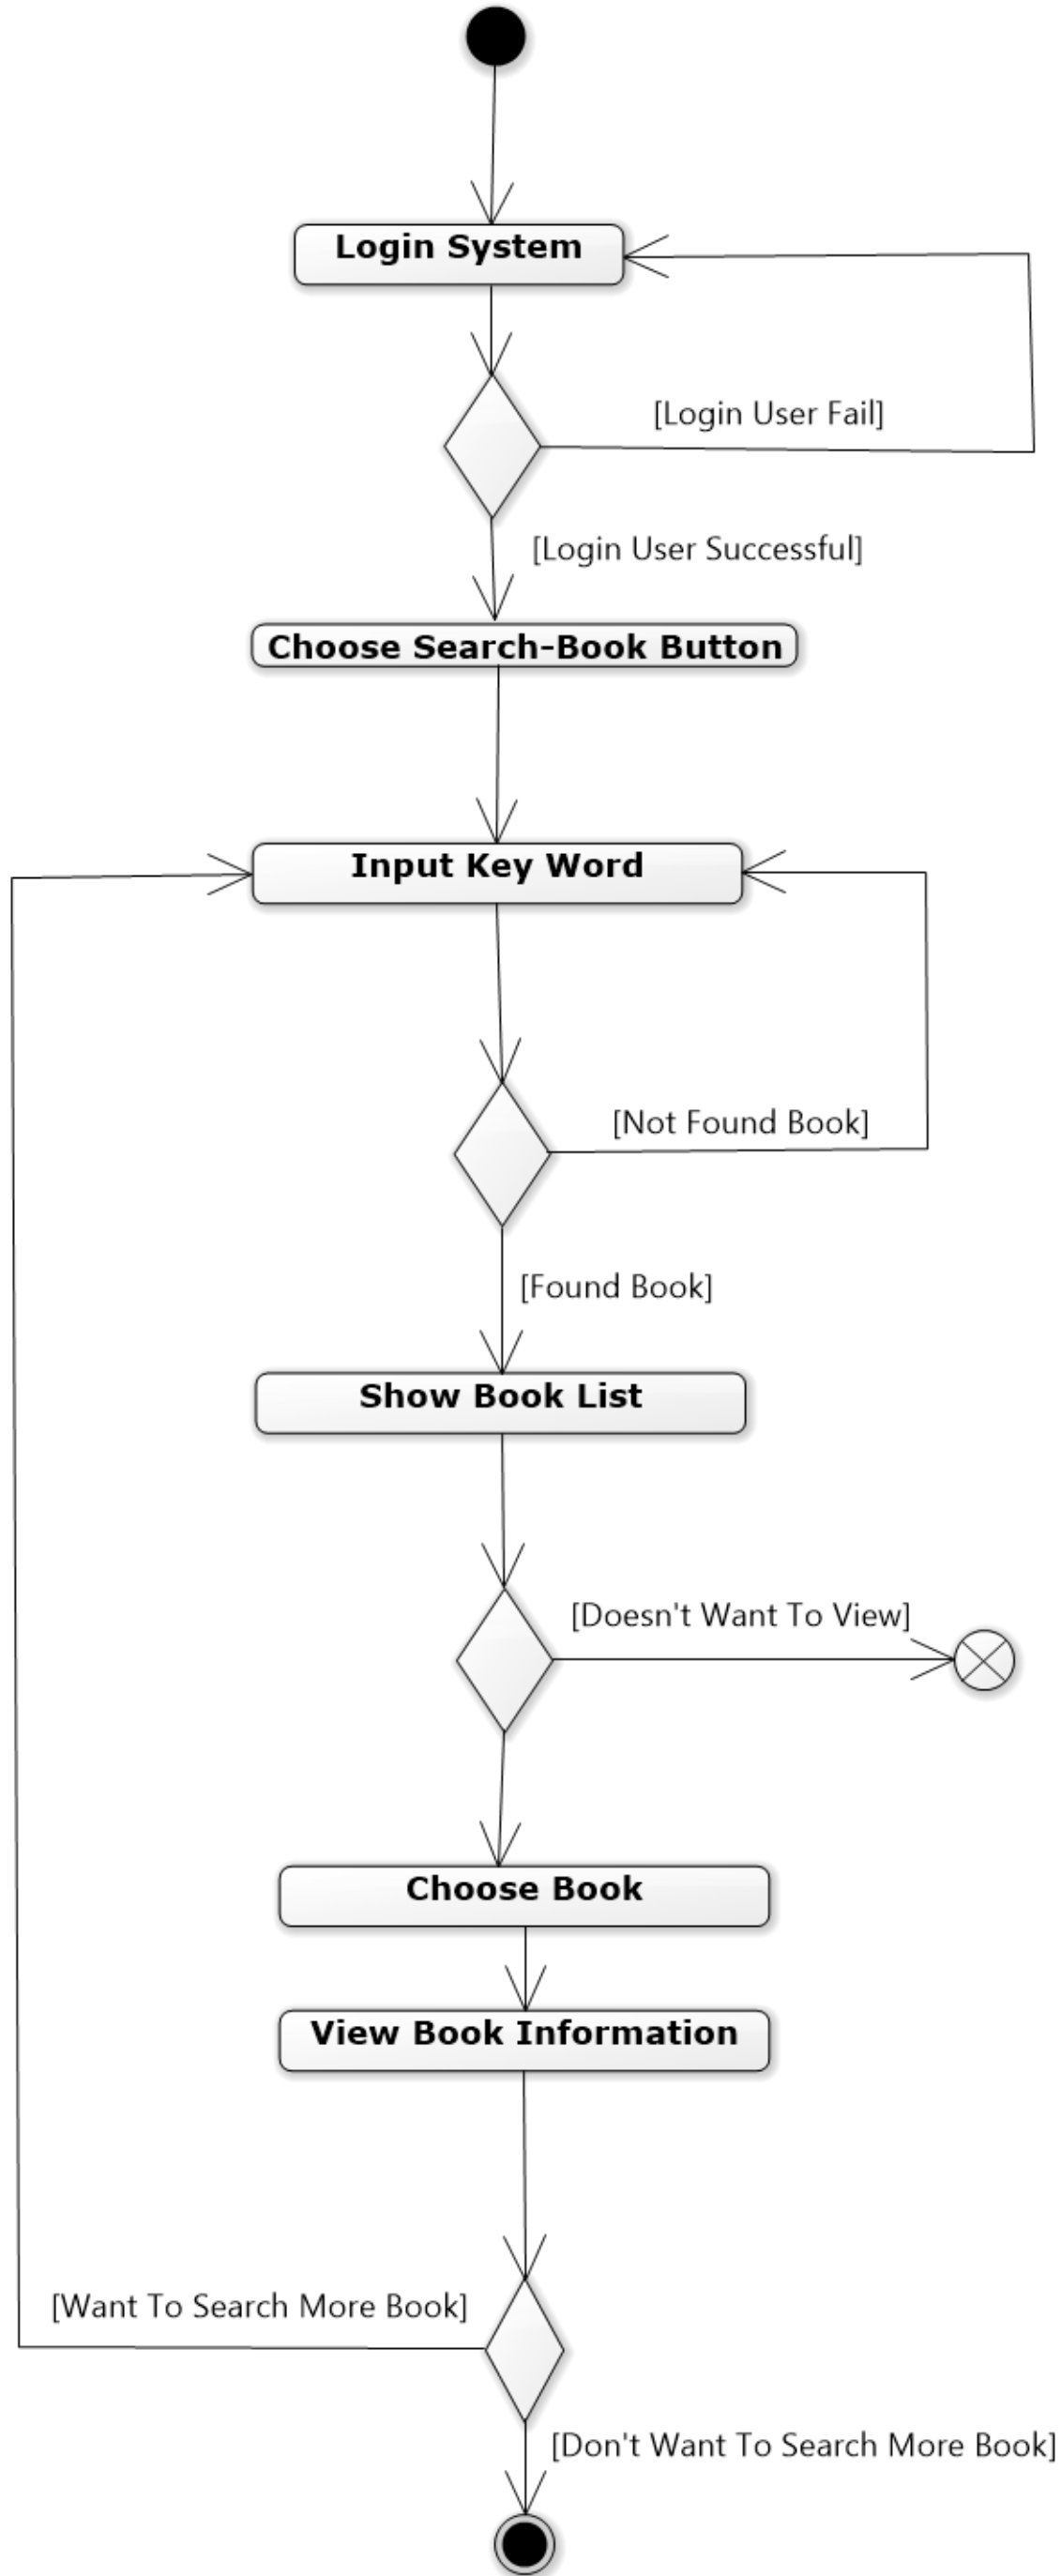 Login System
[Login User Fail]
[Login User Successful]
Choose Search-Book Button
Input Key Word
[Not Found Book]
[Found Book]
Show Book List
[Doesn't Want To View]
Choose Book
View Book Information
[Want To Search More Book]
[Don't Want To Search More Book]